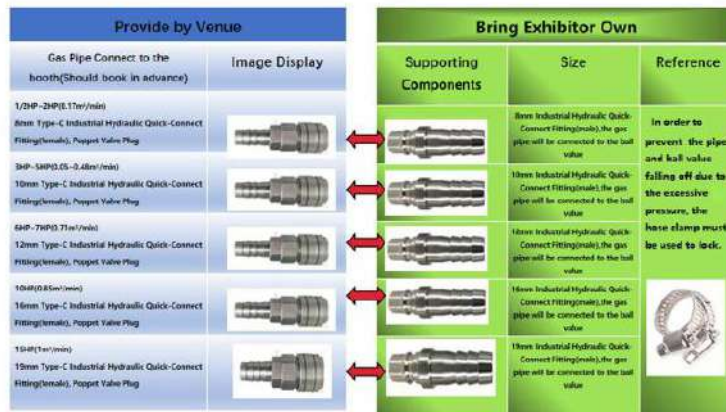 Provide by Venue
Bring Exhibitor Own
Gas Pipe Connect to the
booth(Should book in advance)
Image Display
Supporting
Components
Size
Reference
1/2HP~2HP(0.17m³/min)
8mm Type-C Industrial Hydraulic Quick-Connect
Fitting(female), Poppet Valve Plug
8mm Industrial Hydraulic Quick-
Connect Fitting(male),the gas
pipe will be connected to the ball
value
3HP~5HP(0.05~0.48m³/min)
10mm Type-C Industrial Hydraulic Quick-Connect
Fitting(female), Poppet Valve Plug
10mm Industrial Hydraulic Quick-
Connect Fitting(male),the gas
pipe will be connected to the ball
value
6HP~7HP(0.71m³/min)
12mm Type-C Industrial Hydraulic Quick-Connect
Fitting(female), Poppet Valve Plug
Industrial Hydraulic Quick-
Connect Fitting(male),the gas
pipe will be connected to the ball
value
10HP(0.85m³/min)
16mm Type-C Industrial Hydraulic Quick-Connect
Fitting(female), Poppet Valve Plug
16mm Industrial Hydraulic Quick-
Connect Fitting(male),the gas
pipe will be connected to the ball
value
15HP(1m³/min)
19mm Type-C Industrial Hydraulic Quick-Connect
Fitting(female), Poppet Valve Plug
19mm Industrial Hydraulic Quick-
Connect Fitting(male),the gas
pipe will be connected to the ball
value
In order to
prevent the pipe
and ball value
falling off due to
the excessive
pressure, the
hose clamp must
be used to lock.